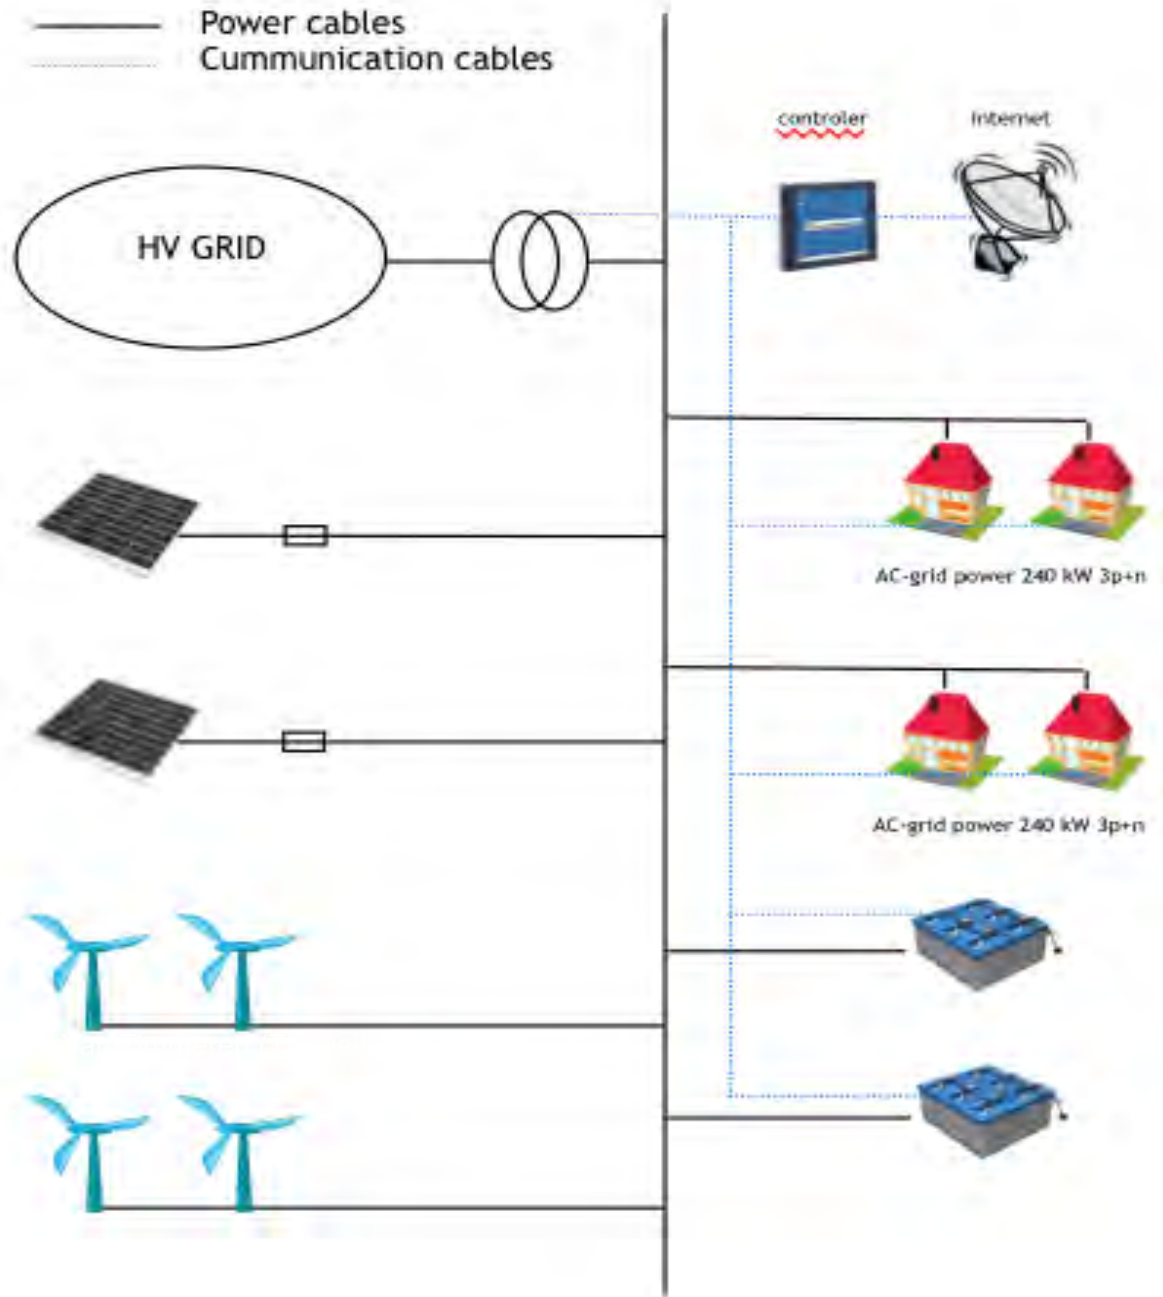 Power cables
Cummunication cables
controler
Internet
HV GRID
AC-grid power 240 kW 3p+n
AC-grid power 240 kW 3p+n